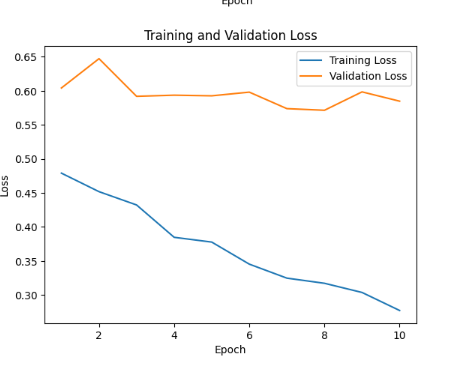 Epoch
Training and Validation Loss
Training Loss
Validation Loss
0.65
0.60
0.55
0.50
0.45
0.40
0.35
0.30
Loss
2
4
6
8
10
Epoch